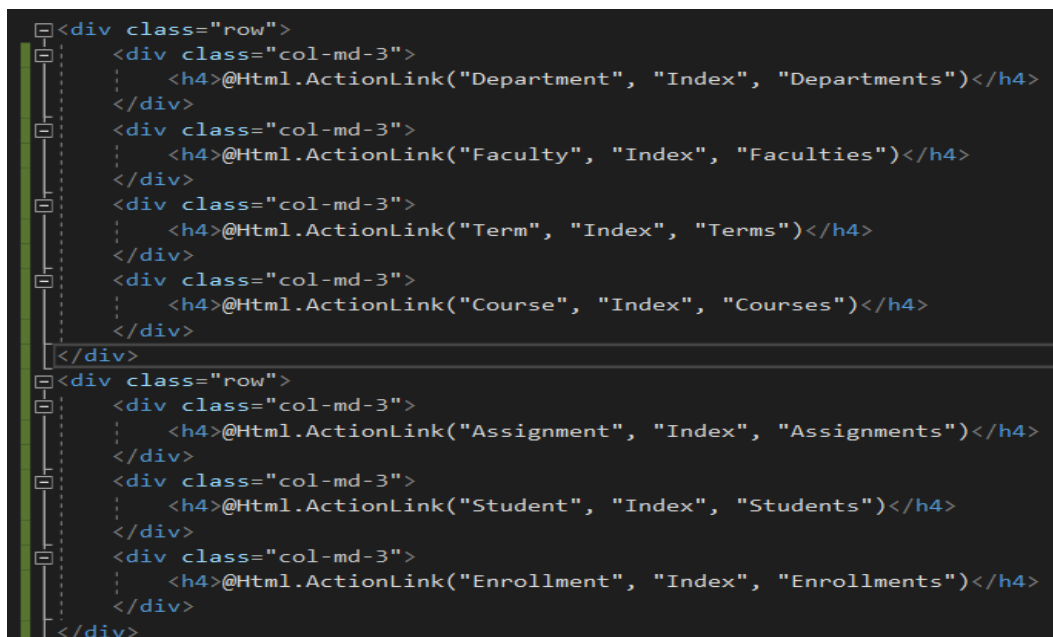 <div class="row">
<div class="col-md-3">
<h4>@Html.ActionLink("Department", "Index", "Departments")</h4>
</div>
<div class="col-md-3">
<h4>@Html.ActionLink("Faculty", "Index", "Faculties")</h4>
</div>
<div class="col-md-3">
<h4>@Html.ActionLink("Term", "Index", "Terms")</h4>
</div>
<div class="col-md-3">
<h4>@Html.ActionLink("Course", "Index", "Courses")</h4>
</div>
</div>
<div class="row">
<div class="col-md-3">
<h4>@Html.ActionLink("Assignment", "Index", "Assignments")</h4>
</div>
<div class="col-md-3">
<h4>@Html.ActionLink("Student", "Index", "Students")</h4>
</div>
<div class="col-md-3">
<h4>@Html.ActionLink("Enrollment", "Index", "Enrollments")</h4>
</div>
</div>